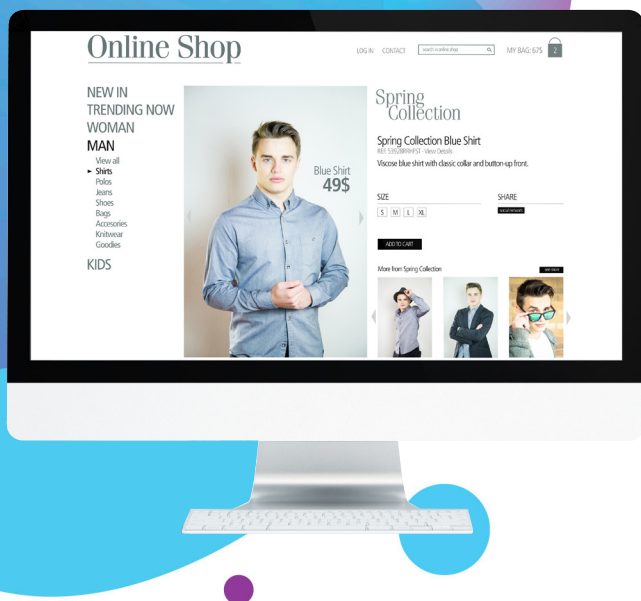 Online Shop
LOG IN
CONTACT
search in online shop
MY BAG: 67$
2
NEW IN
TRENDING NOW
WOMAN
MAN
View all
Shirts
Polos
Jeans
Shoes
Bags
Accesories
Knitwear
Goodies
KIDS
Blue Shirt
49$
Spring
Collection
Spring Collection Blue Shirt
View Details
Viscose blue shirt with classic collar and button-up front.
SIZE
SHARE
S M L XL
ADD TO CART
More from Spring Collection